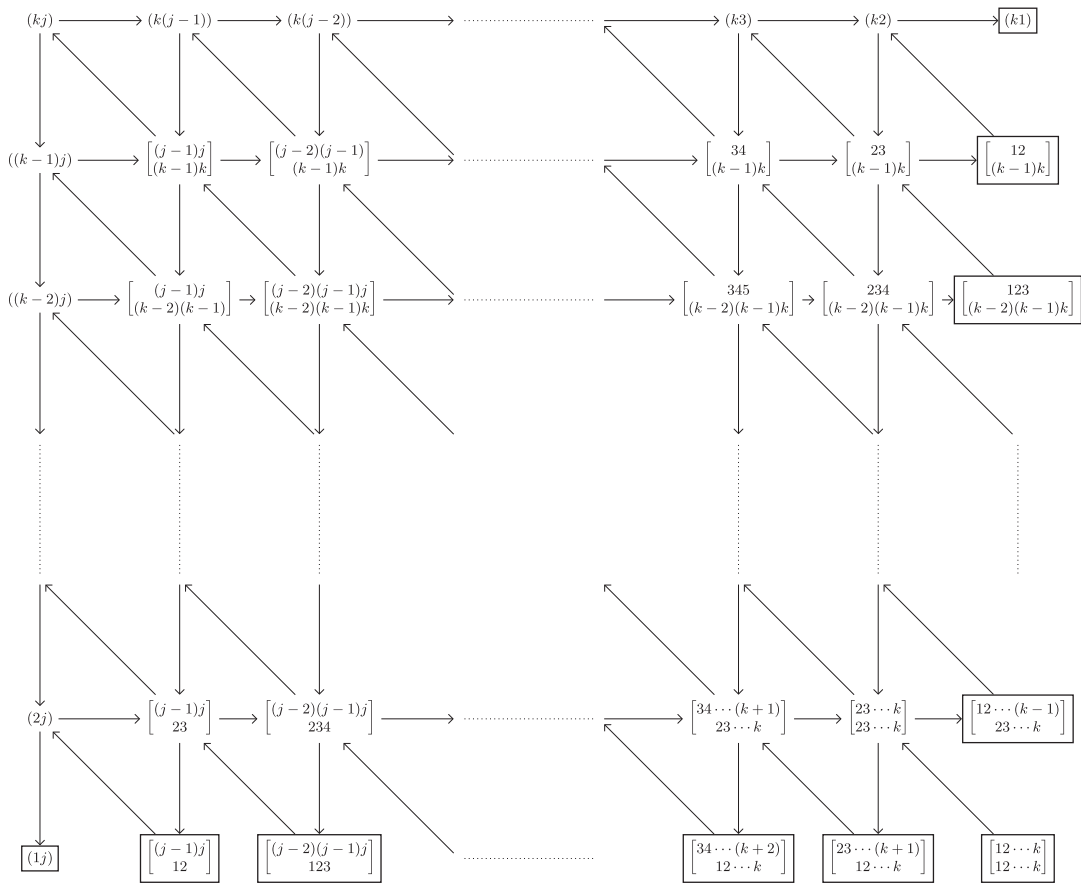 (kj) (k(j − 1)) (k(j − 2)) (k3) (k2) (k1)
((k − 1)j) [(j − 1)j (j − 2)(j − 1) 34 23 12
(k − 1)k] (k − 1)k (k − 1)k (k − 1)k (k − 1)k
((k − 2)j) (j − 1)j (j − 2)(j − 1)j 345 234 123
(k − 2)(k − 1) (k − 2)(k − 1)k (k − 2)(k − 1)k (k − 2)(k − 1)k (k − 2)(k − 1)k
(2j) (j − 1)j (j − 2)(j − 1)j 34 ⋯ (k + 1) 23 ⋯ k 12 ⋯ (k − 1)
23 234 23 ⋯ k 23 ⋯ k 23 ⋯ k
(1j) (j − 1)j (j − 2)(j − 1)j 34 ⋯ (k + 2) 23 ⋯ (k + 1) 12 ⋯ k
12 123 12 ⋯ k 12 ⋯ k 12 ⋯ k